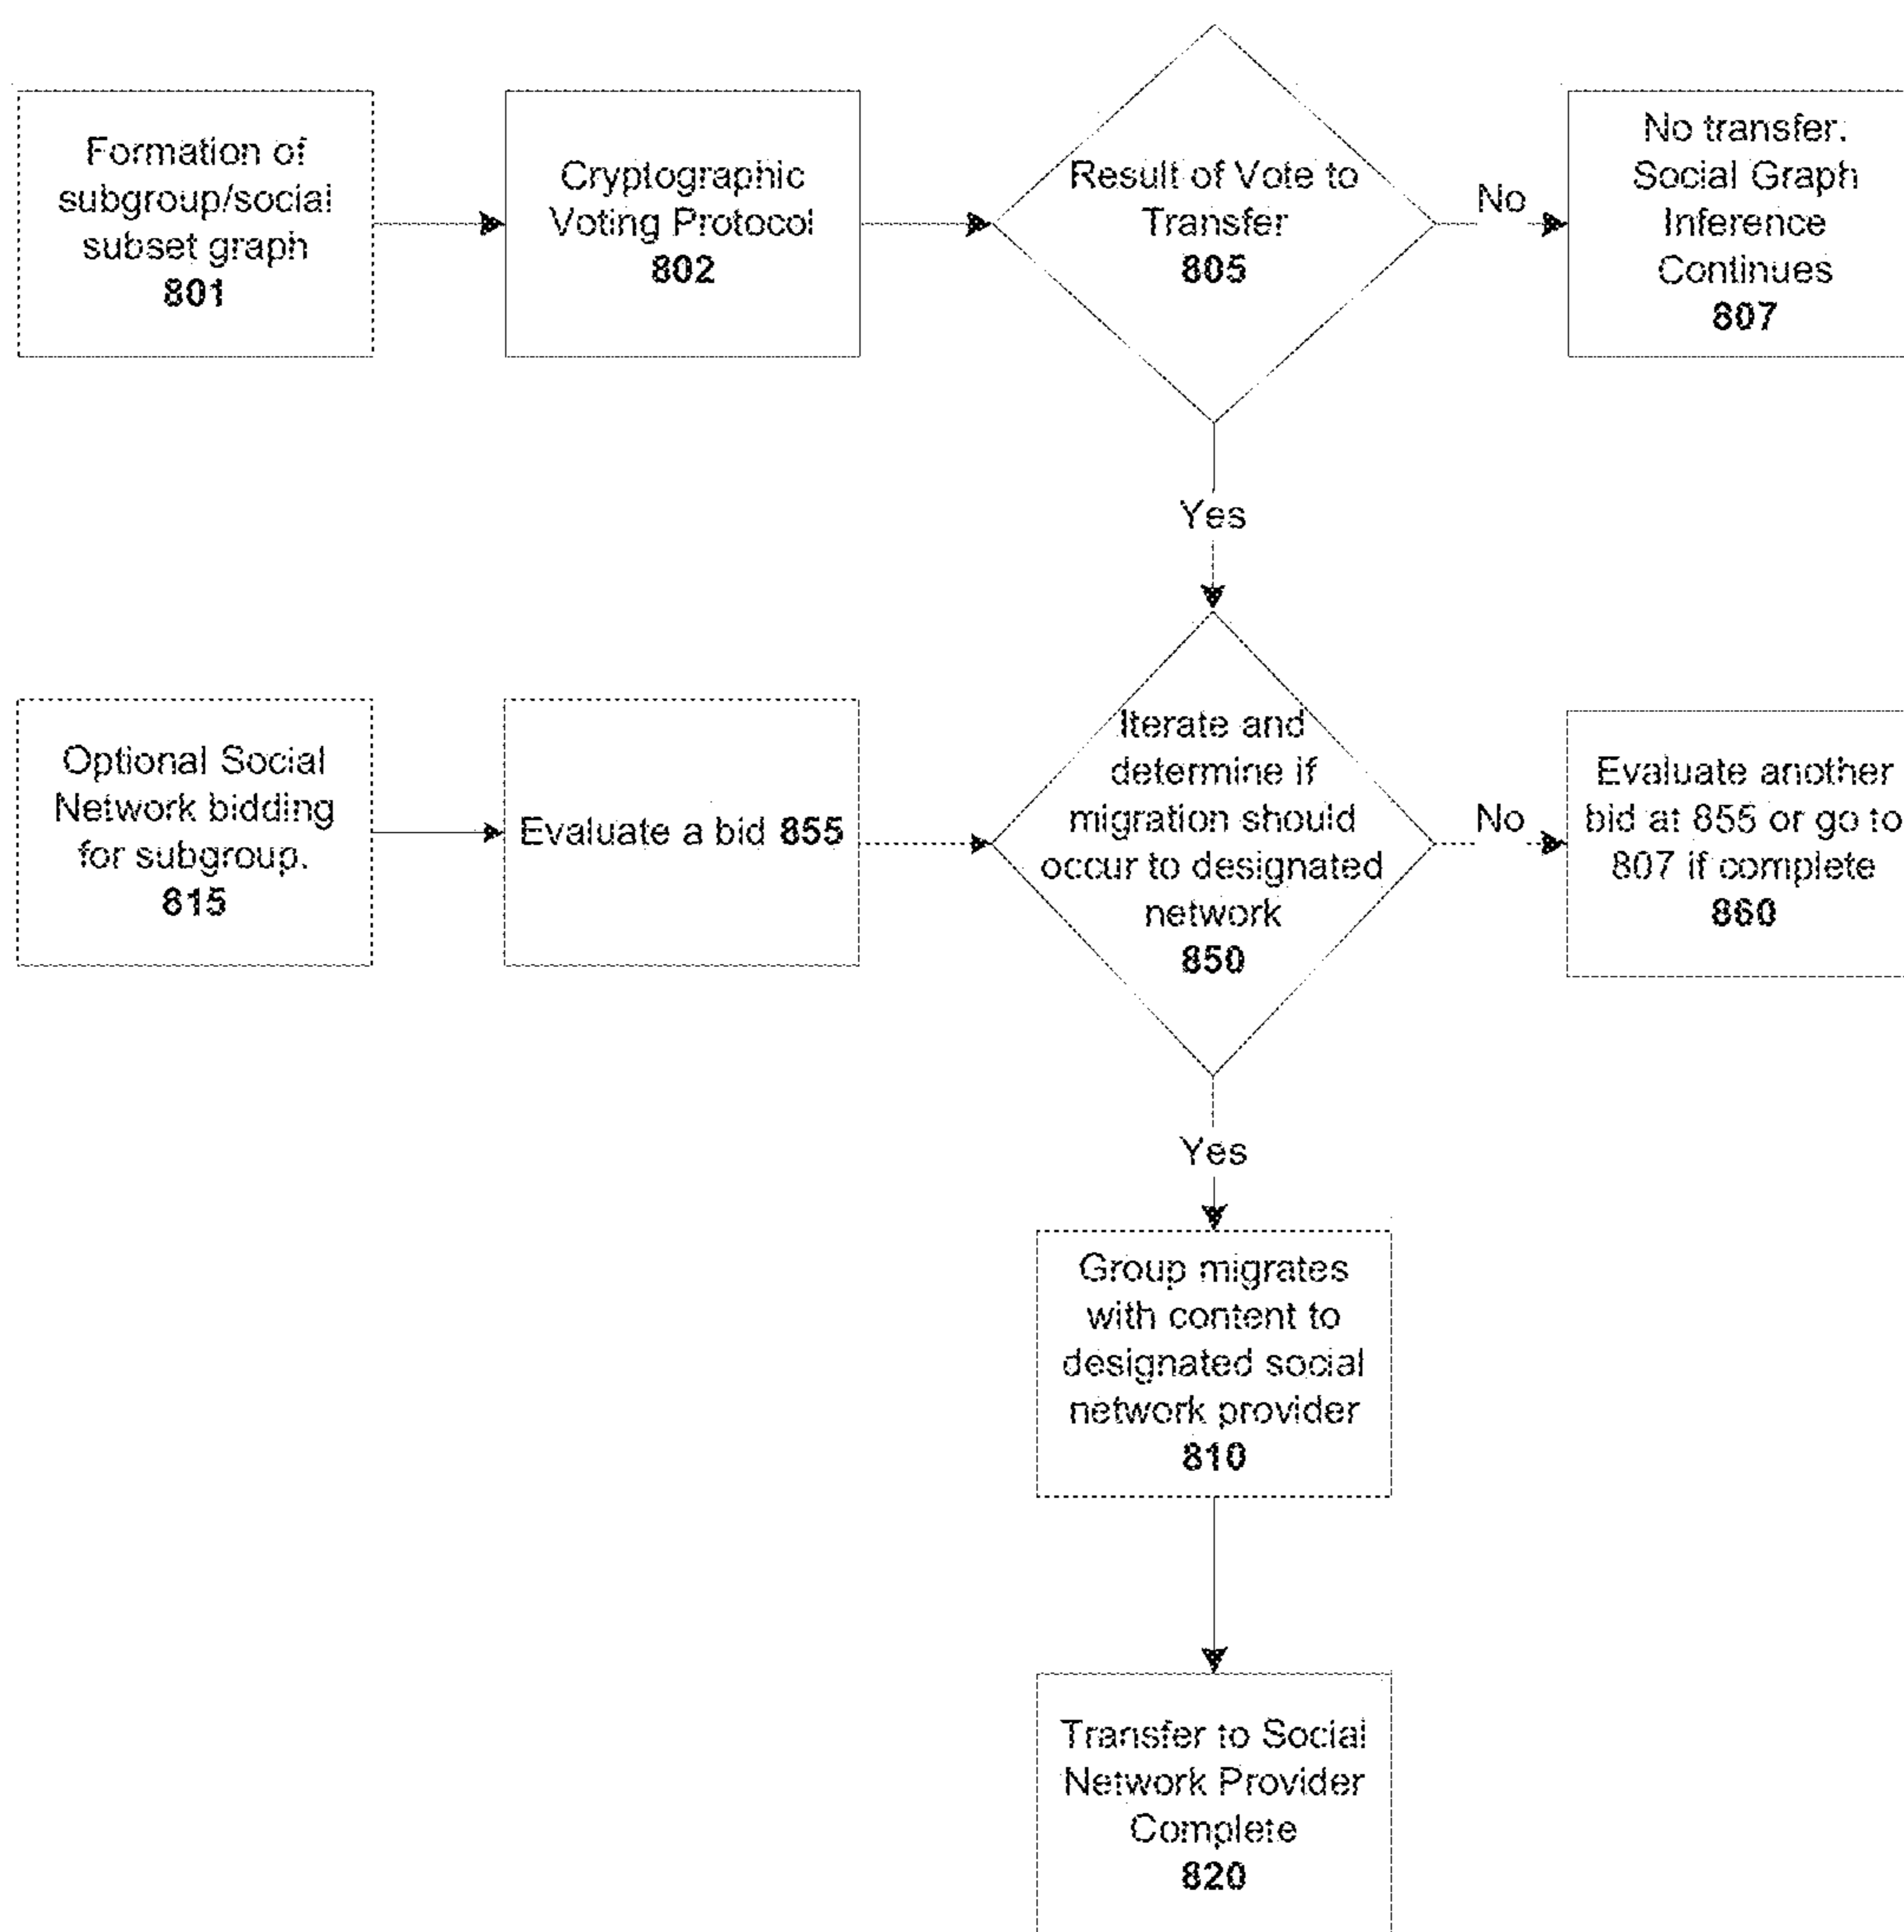 Formation of
subgroup/social
subset graph
801
Cryptographic
Voting Protocol
802
Result of Vote to
Transfer
805
No
No transfer.
Social Graph
Inference
Continues
807
Yes
Optional Social
Network bidding
for subgroup.
815
Evaluate a bid 855
Iterate and
determine if
migration should
occur to designated
network
850
No
Evaluate another
bid at 855 or go to
807 if complete
860
Yes
Group migrates
with content to
designated social
network provider
810
Transfer to Social
Network Provider
Complete
820